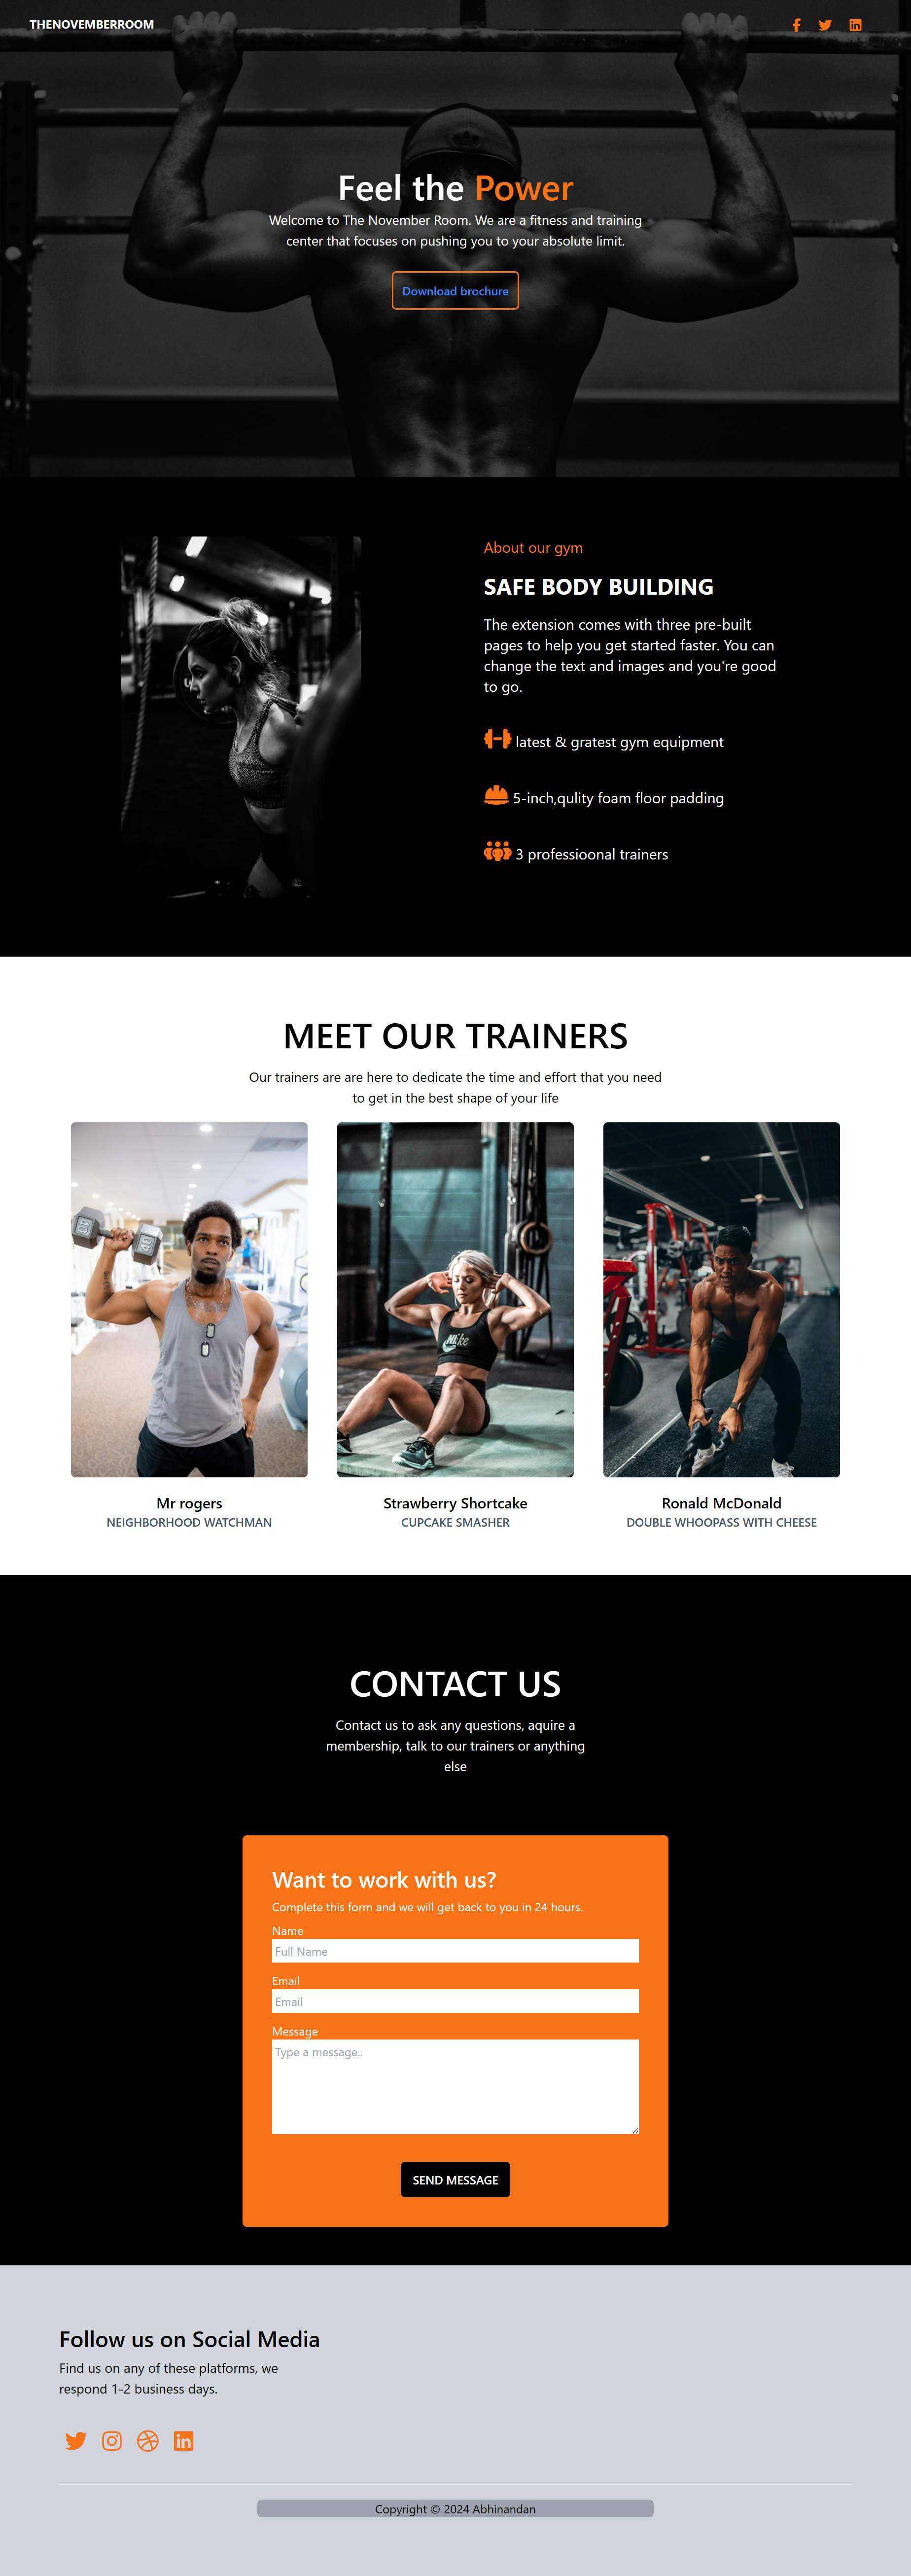 THENOVEMBERROOM
Feel the Power
Welcome to The November Room. We are a fitness and training
center that focuses on pushing you to your absolute limit.
Download brochure
About our gym
SAFE BODY BUILDING
The extension comes with three pre-built
pages to help you get started faster. You can
change the text and images and you're good
to go.
latest & gratest gym equipment
5-inch,qulity foam floor padding
3 professioonal trainers
MEET OUR TRAINERS
Our trainers are are here to dedicate the time and effort that you need
to get in the best shape of your life
40
40
Nike
Mr rogers
NEIGHBORHOOD WATCHMAN
Strawberry Shortcake
CUPCAKE SMASHER
Ronald McDonald
DOUBLE WHOOPASS WITH CHEESE
CONTACT US
Contact us to ask any questions, aquire a
membership, talk to our trainers or anything
else
Want to work with us?
Complete this form and we will get back to you in 24 hours.
Name
Full Name
Email
Email
Message
Type a message..
SEND MESSAGE
Follow us on Social Media
Find us on any of these platforms, we
respond 1-2 business days.
Copyright © 2024 Abhinandan